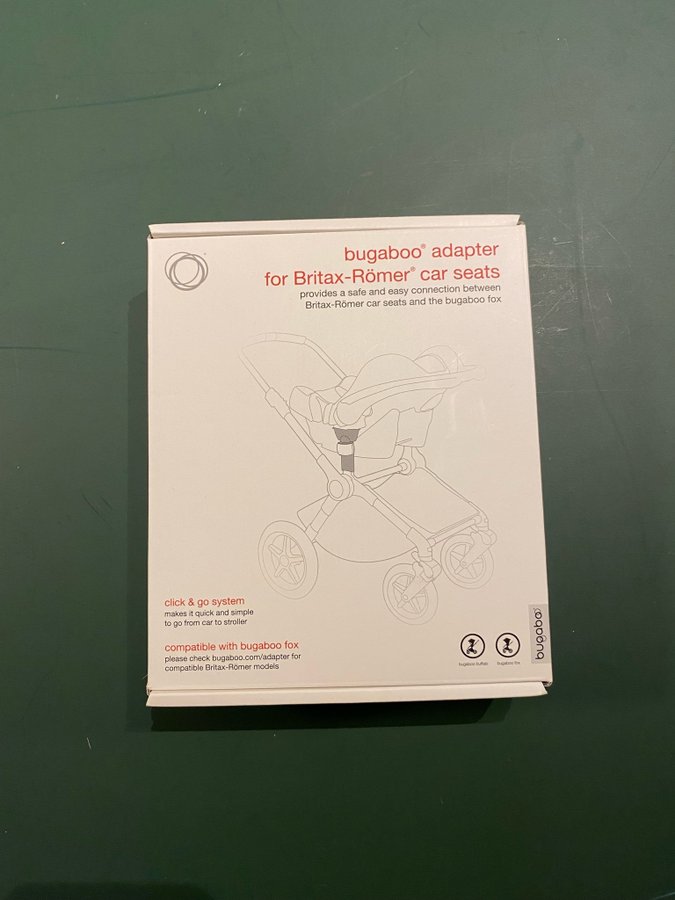 bugaboo® adapter
for Britax-Römer® car seats
provides a safe and easy connection between
Britax-Römer car seats and the bugaboo fox
click & go system
makes it quick and simple
to go from car to stroller
compatible with bugaboo fox
please check bugaboo.com/adapter for
compatible Britax-Römer models
bugaboo buffalo
bugaboo fox
bugaboo